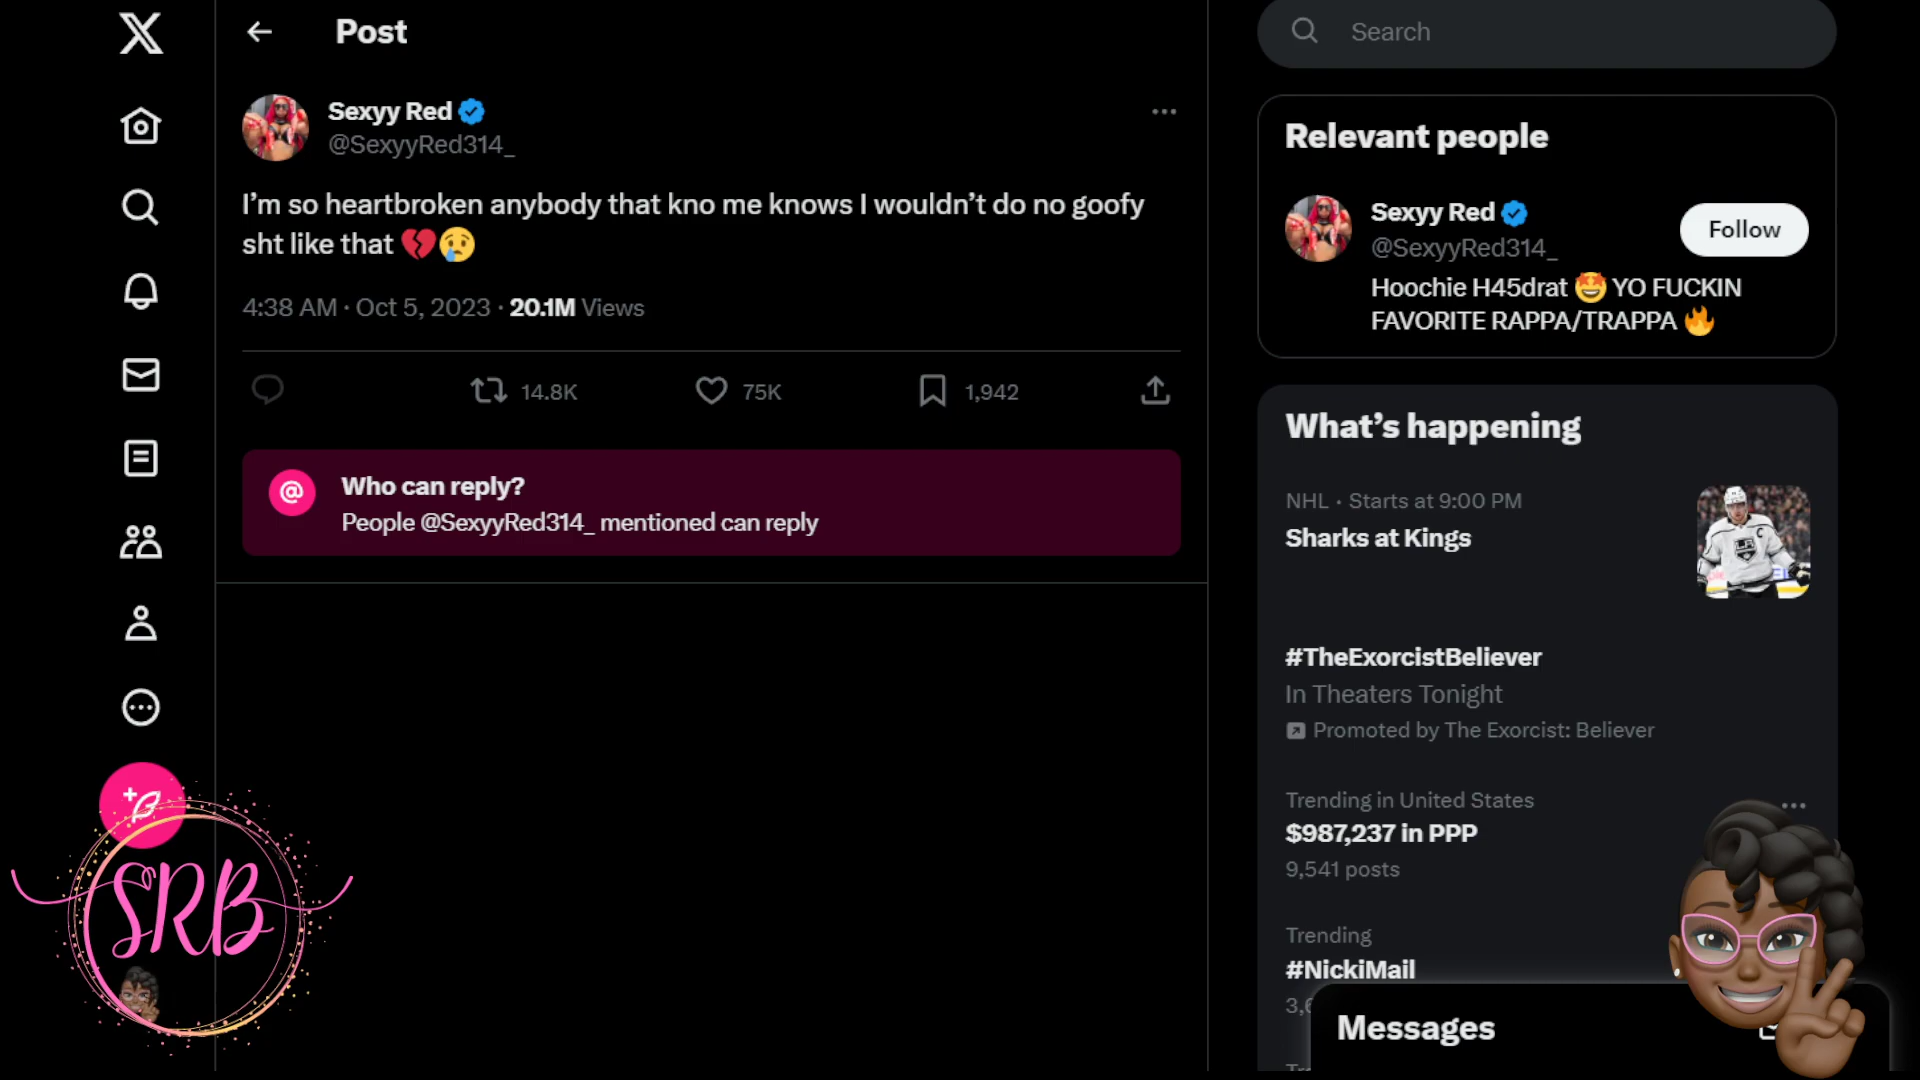 Post
Sexyy Red
@SexyyRed314_
I’m so heartbroken anybody that kno me knows I wouldn’t do no goofy
sht like that 💔😢
4:38 AM · Oct 5, 2023 · 20.1M Views
14.8K
75K
1,942
@
Who can reply?
People @SexyyRed314_ mentioned can reply
Search
Relevant people
Sexyy Red
@SexyyRed314_
Follow
Hoochie H45drat 🤩 YO FUCKIN
FAVORITE RAPPA/TRAPPA 🔥
What’s happening
NHL · Starts at 9:00 PM
Sharks at Kings
#TheExorcistBeliever
In Theaters Tonight
Promoted by The Exorcist: Believer
Trending in United States
$987,237 in PPP
9,541 posts
Trending
#NickiMail
Messages
SRB